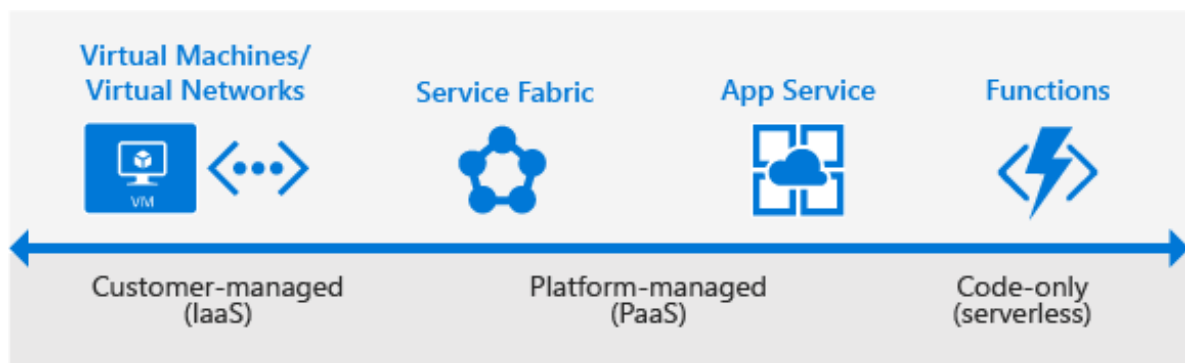 Virtual Machines/
Virtual Networks
Service Fabric
App Service
Functions
VM
Customer-managed
(IaaS)
Platform-managed
(PaaS)
Code-only
(serverless)